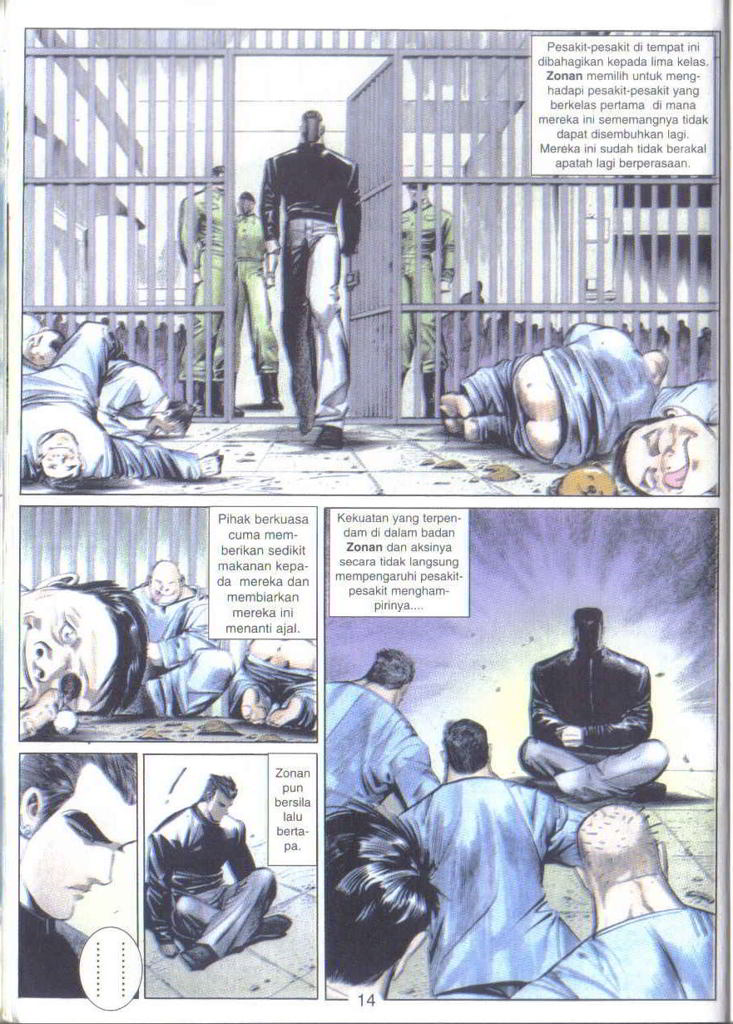 Pesakit-pesakit di tempat ini
dibahagikan kepada lima kelas.
Zonan memilih untuk meng-
hadapi pesakit-pesakit yang
berkelas pertama di mana
mereka ini sememangnya tidak
dapat disembuhkan lagi.
Mereka ini sudah tidak berakal
apatah lagi berperasaan.
Pihak berkuasa
cuma mem-
berikan sedikit
makanan kepa-
da mereka dan
membiarkan
mereka ini
menanti ajal.
Kekuatan yang terpen-
dam di dalam badan
Zonan dan aksinya
secara tidak langsung
mempengaruhi pesakit-
pesakit mengham-
pirinya....
Zonan
pun
bersila
lalu
berta-
pa.
14